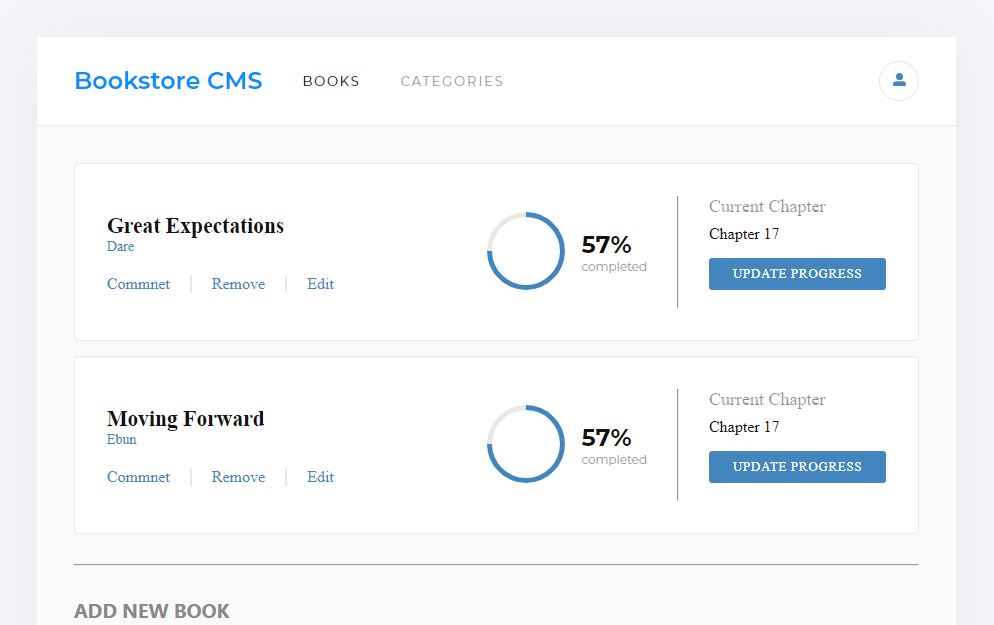 Bookstore CMS BOOKS CATEGORIES
Great Expectations
Dare
Commnet Remove Edit
57%
completed
Current Chapter
Chapter 17
UPDATE PROGRESS
Moving Forward
Ebun
Commnet Remove Edit
57%
completed
Current Chapter
Chapter 17
UPDATE PROGRESS
ADD NEW BOOK